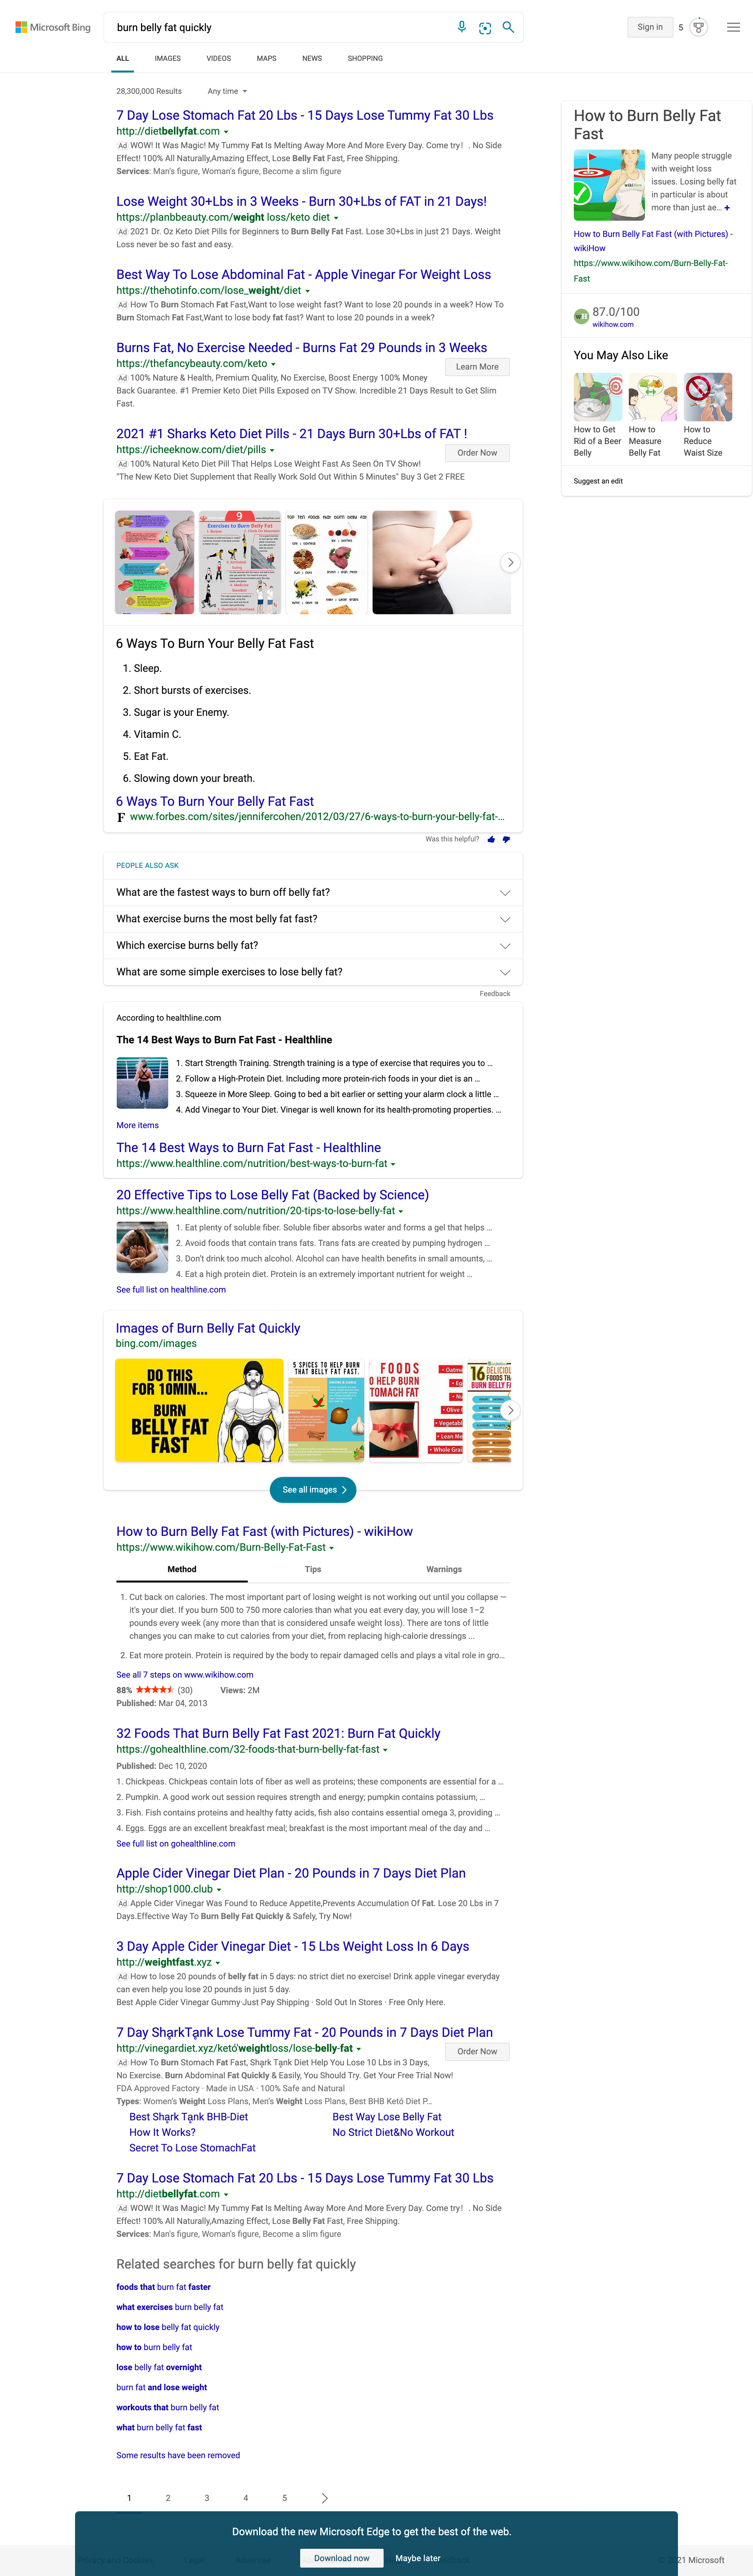 Microsoft Bing
burn belly fat quickly
Sign in
5
ALL IMAGES VIDEOS MAPS NEWS SHOPPING
28,300,000 Results Any time
7 Day Lose Stomach Fat 20 Lbs - 15 Days Lose Tummy Fat 30 Lbs
http://dietbellyfat.com
Ad WOW! It Was Magic! My Tummy Fat Is Melting Away More And More Every Day. Come try! . No Side
Effect! 100% All Naturally,Amazing Effect, Lose Belly Fat Fast, Free Shipping.
Services: Man's figure, Woman's figure, Become a slim figure
Lose Weight 30+Lbs in 3 Weeks - Burn 30+Lbs of FAT in 21 Days!
https://planbbeauty.com/weight loss/keto diet
Ad 2021 Dr. Oz Keto Diet Pills for Beginners to Burn Belly Fat Fast. Lose 30+Lbs in just 21 Days. Weight
Loss never be so fast and easy.
Best Way To Lose Abdominal Fat - Apple Vinegar For Weight Loss
https://thehotinfo.com/lose_weight/diet
Ad How To Burn Stomach Fat Fast,Want to lose weight fast? Want to lose 20 pounds in a week? How To
Burn Stomach Fat Fast,Want to lose body fat fast? Want to lose 20 pounds in a week?
Burns Fat, No Exercise Needed - Burns Fat 29 Pounds in 3 Weeks
https://thefancybeauty.com/keto
Learn More
Ad 100% Nature & Health, Premium Quality, No Exercise, Boost Energy 100% Money
Back Guarantee. #1 Premier Keto Diet Pills Exposed on TV Show. Incredible 21 Days Result to Get Slim
Fast.
2021 #1 Sharks Keto Diet Pills - 21 Days Burn 30+Lbs of FAT !
https://icheeknow.com/diet/pills
Order Now
Ad 100% Natural Keto Diet Pill That Helps Lose Weight Fast As Seen On TV Show!
"The New Keto Diet Supplement that Really Work Sold Out Within 5 Minutes" Buy 3 Get 2 FREE
9
Exercises to Burn Belly Fat
TOP TEN FOODS THAT BURN BELLY FAT
6 Ways To Burn Your Belly Fat Fast
1. Sleep.
2. Short bursts of exercises.
3. Sugar is your Enemy.
4. Vitamin C.
5. Eat Fat.
6. Slowing down your breath.
6 Ways To Burn Your Belly Fat Fast
F www.forbes.com/sites/jennifercohen/2012/03/27/6-ways-to-burn-your-belly-fat-...
Was this helpful?
PEOPLE ALSO ASK
What are the fastest ways to burn off belly fat?
What exercise burns the most belly fat fast?
Which exercise burns belly fat?
What are some simple exercises to lose belly fat?
Feedback
According to healthline.com
The 14 Best Ways to Burn Fat Fast - Healthline
1. Start Strength Training. Strength training is a type of exercise that requires you to ...
2. Follow a High-Protein Diet. Including more protein-rich foods in your diet is an ...
3. Squeeze in More Sleep. Going to bed a bit earlier or setting your alarm clock a little ...
4. Add Vinegar to Your Diet. Vinegar is well known for its health-promoting properties. ...
More items
The 14 Best Ways to Burn Fat Fast - Healthline
https://www.healthline.com/nutrition/best-ways-to-burn-fat
20 Effective Tips to Lose Belly Fat (Backed by Science)
https://www.healthline.com/nutrition/20-tips-to-lose-belly-fat
1. Eat plenty of soluble fiber. Soluble fiber absorbs water and forms a gel that helps ...
2. Avoid foods that contain trans fats. Trans fats are created by pumping hydrogen ...
3. Don't drink too much alcohol. Alcohol can have health benefits in small amounts, ...
4. Eat a high protein diet. Protein is an extremely important nutrient for weight ...
See full list on healthline.com
Images of Burn Belly Fat Quickly
bing.com/images
DO THIS
FOR 10MIN...
BURN
BELLY FAT
FAST
5 SPICES TO HELP BURN
THAT BELLY FAT FAST.
FOODS
O HELP BURN
TOMACH FAT
• Oatm
• Eg
• Nu
• Olive
• Vegetabl
• Lean Me
• Whole Grai
16 DELICIOU
FOODS TH
BURN BELLY F
See all images
How to Burn Belly Fat Fast (with Pictures) - wikiHow
https://www.wikihow.com/Burn-Belly-Fat-Fast
Method Tips Warnings
1. Cut back on calories. The most important part of losing weight is not working out until you collapse —
it's your diet. If you burn 500 to 750 more calories than what you eat every day, you will lose 1–2
pounds every week (any more than that is considered unsafe weight loss). There are tons of little
changes you can make to cut calories from your diet, from replacing high-calorie dressings ...
2. Eat more protein. Protein is required by the body to repair damaged cells and plays a vital role in gro...
See all 7 steps on www.wikihow.com
88% (30) Views: 2M
Published: Mar 04, 2013
32 Foods That Burn Belly Fat Fast 2021: Burn Fat Quickly
https://gohealthline.com/32-foods-that-burn-belly-fat-fast
Published: Dec 10, 2020
1. Chickpeas. Chickpeas contain lots of fiber as well as proteins; these components are essential for a ...
2. Pumpkin. A good work out session requires strength and energy; pumpkin contains potassium, ...
3. Fish. Fish contains proteins and healthy fatty acids, fish also contains essential omega 3, providing ...
4. Eggs. Eggs are an excellent breakfast meal; breakfast is the most important meal of the day and ...
See full list on gohealthline.com
Apple Cider Vinegar Diet Plan - 20 Pounds in 7 Days Diet Plan
http://shop1000.club
Ad Apple Cider Vinegar Was Found to Reduce Appetite,Prevents Accumulation Of Fat. Lose 20 Lbs in 7
Days.Effective Way To Burn Belly Fat Quickly & Safely, Try Now!
3 Day Apple Cider Vinegar Diet - 15 Lbs Weight Loss In 6 Days
http://weightfast.xyz
Ad How to lose 20 pounds of belly fat in 5 days: no strict diet no exercise! Drink apple vinegar everyday
can even help you lose 20 pounds in just 5 day.
Best Apple Cider Vinegar Gummy·Just Pay Shipping · Sold Out In Stores · Free Only Here.
7 Day ShąrkTąnk Lose Tummy Fat - 20 Pounds in 7 Days Diet Plan
http://vinegardiet.xyz/ketó'weightloss/lose-belly-fat
Order Now
Ad How To Burn Stomach Fat Fast, Shąrk Tąnk Diet Help You Lose 10 Lbs in 3 Days,
No Exercise. Burn Abdominal Fat Quickly & Easily, You Should Try. Get Your Free Trial Now!
FDA Approved Factory · Made in USA · 100% Safe and Natural
Types: Women's Weight Loss Plans, Men's Weight Loss Plans, Best BHB Ketó Diet P...
Best Shąrk Tąnk BHB-Diet
Best Way Lose Belly Fat
How It Works?
No Strict Diet&No Workout
Secret To Lose StomachFat
7 Day Lose Stomach Fat 20 Lbs - 15 Days Lose Tummy Fat 30 Lbs
http://dietbellyfat.com
Ad WOW! It Was Magic! My Tummy Fat Is Melting Away More And More Every Day. Come try! . No Side
Effect! 100% All Naturally,Amazing Effect, Lose Belly Fat Fast, Free Shipping.
Services: Man's figure, Woman's figure, Become a slim figure
Related searches for burn belly fat quickly
foods that burn fat faster
what exercises burn belly fat
how to lose belly fat quickly
how to burn belly fat
lose belly fat overnight
burn fat and lose weight
workouts that burn belly fat
what burn belly fat fast
Some results have been removed
1 2 3 4 5
How to Burn Belly Fat
Fast
wikiHow
Many people struggle
with weight loss
issues. Losing belly fat
in particular is about
more than just ae... +
How to Burn Belly Fat Fast (with Pictures) -
wikiHow
https://www.wikihow.com/Burn-Belly-Fat-
Fast
wH 87.0/100
wikihow.com
You May Also Like
How to Get
Rid of a Beer
Belly
How to
Measure
Belly Fat
How to
Reduce
Waist Size
Suggest an edit
Download the new Microsoft Edge to get the best of the web.
Download now
Maybe later
21 Microsoft